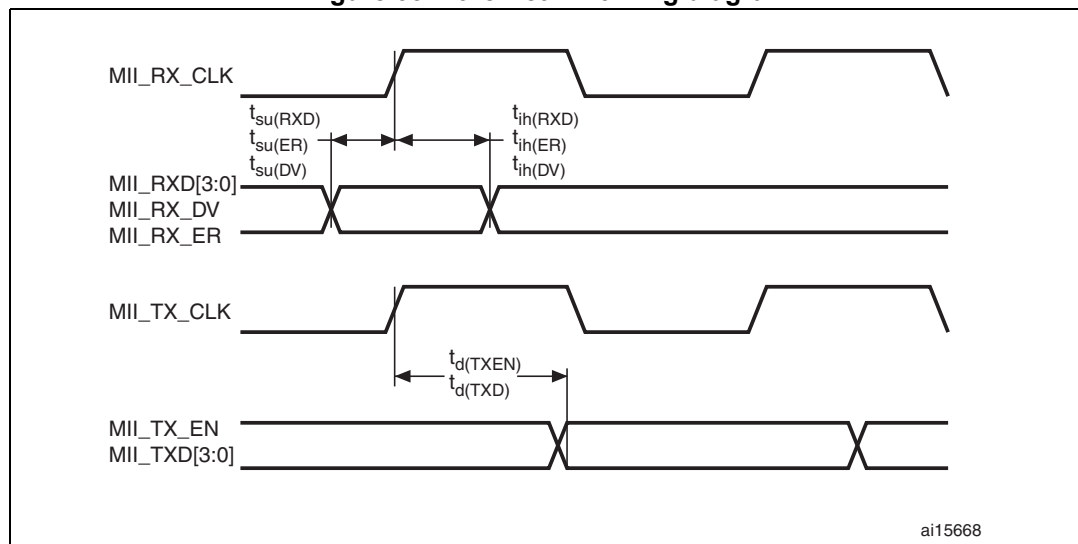 MII_RX_CLK
tsu(RXD)
tsu(ER)
tsu(DV)
tih(RXD)
tih(ER)
tih(DV)
MII_RXD[3:0]
MII_RX_DV
MII_RX_ER
MII_TX_CLK
td(TXEN)
td(TXD)
MII_TX_EN
MII_TXD[3:0]
ai15668